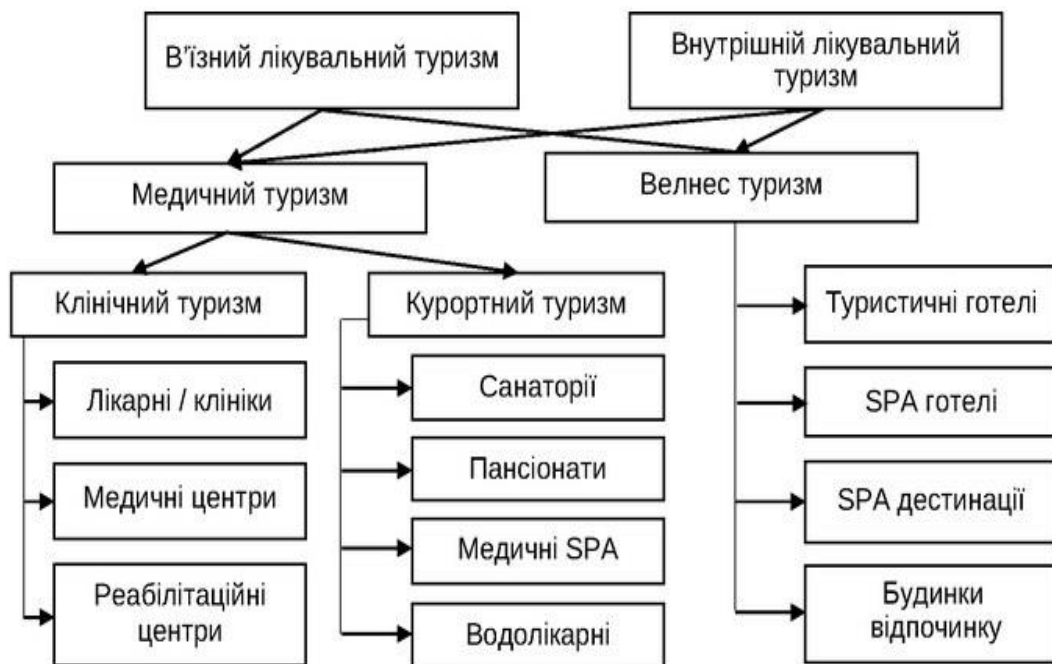 В’їзний лікувальний туризм
Внутрішній лікувальний
туризм
Медичний туризм
Велнес туризм
Клінічний туризм
Курортний туризм
Туристичні готелі
Лікарні / клініки
Санаторії
SPA готелі
Медичні центри
Пансіонати
SPA дестинації
Медичні SPA
Реабілітаційні
центри
Водолікарні
Будинки
відпочинку